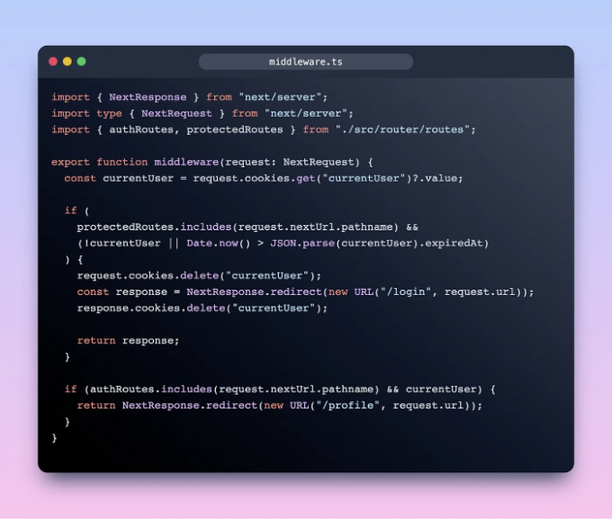 middleware.ts
import { NextResponse } from "next/server";
import type { NextRequest } from "next/server";
import { authRoutes, protectedRoutes } from "./src/router/routes";
export function middleware(request: NextRequest) {
const currentUser = request.cookies.get("currentUser")?.value;
if (
protectedRoutes.includes(request.nextUrl.pathname) &&
(!currentUser || Date.now() > JSON.parse(currentUser).expiredAt)
) {
request.cookies.delete("currentUser");
const response = NextResponse.redirect(new URL("/login", request.url));
response.cookies.delete("currentUser");
return response;
}
if (authRoutes.includes(request.nextUrl.pathname) && currentUser) {
return NextResponse.redirect(new URL("/profile", request.url));
}
}